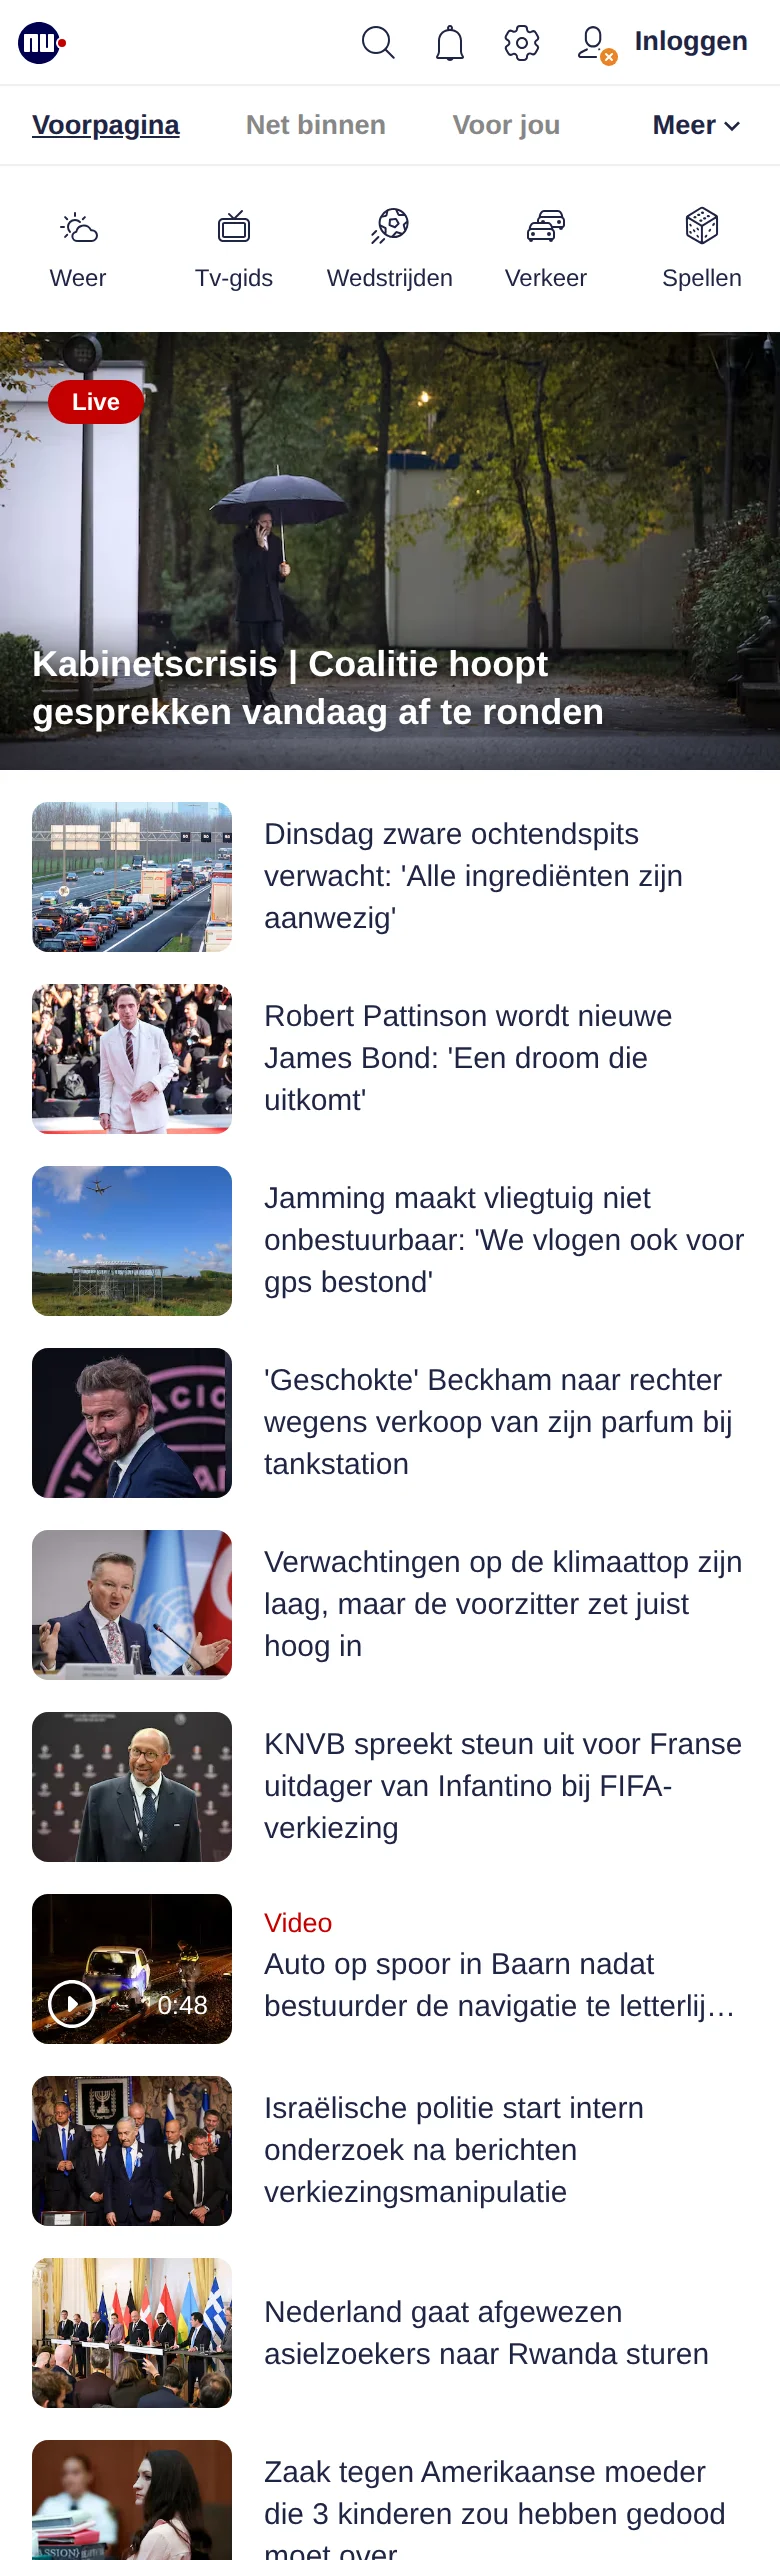 nu
Inloggen
Voorpagina Net binnen Voor jou Meer
Weer Tv-gids Wedstrijden Verkeer Spellen
Live
Kabinetscrisis | Coalitie hoopt
gesprekken vandaag af te ronden
Dinsdag zware ochtendspits
verwacht: 'Alle ingrediënten zijn
aanwezig'
Robert Pattinson wordt nieuwe
James Bond: 'Een droom die
uitkomt'
Jamming maakt vliegtuig niet
onbestuurbaar: 'We vlogen ook voor
gps bestond'
'Geschokte' Beckham naar rechter
wegens verkoop van zijn parfum bij
tankstation
Verwachtingen op de klimaattop zijn
laag, maar de voorzitter zet juist
hoog in
KNVB spreekt steun uit voor Franse
uitdager van Infantino bij FIFA-
verkiezing
Video
Auto op spoor in Baarn nadat
bestuurder de navigatie te letterlij…
0:48
Israëlische politie start intern
onderzoek na berichten
verkiezingsmanipulatie
Nederland gaat afgewezen
asielzoekers naar Rwanda sturen
Zaak tegen Amerikaanse moeder
die 3 kinderen zou hebben gedood
moet over